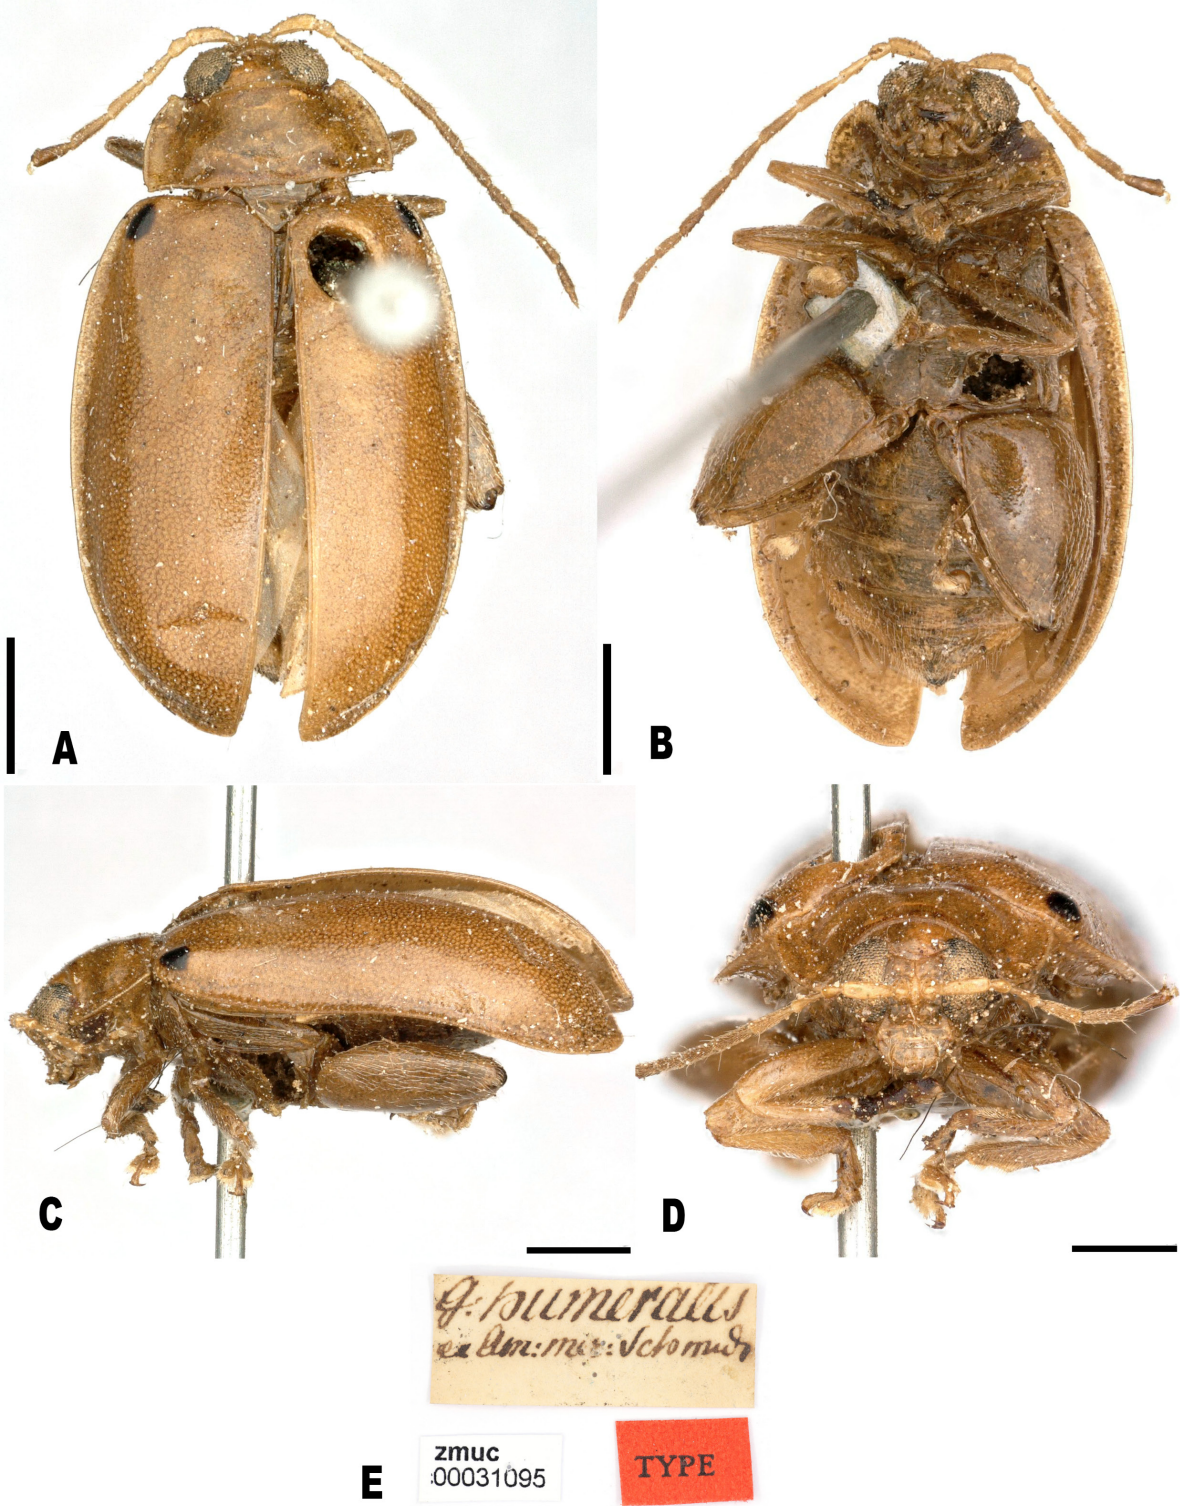 A
B
C
D
g: humeralis
ex Am: mer: Schmidt
zmuc
:00031095
TYPE
E